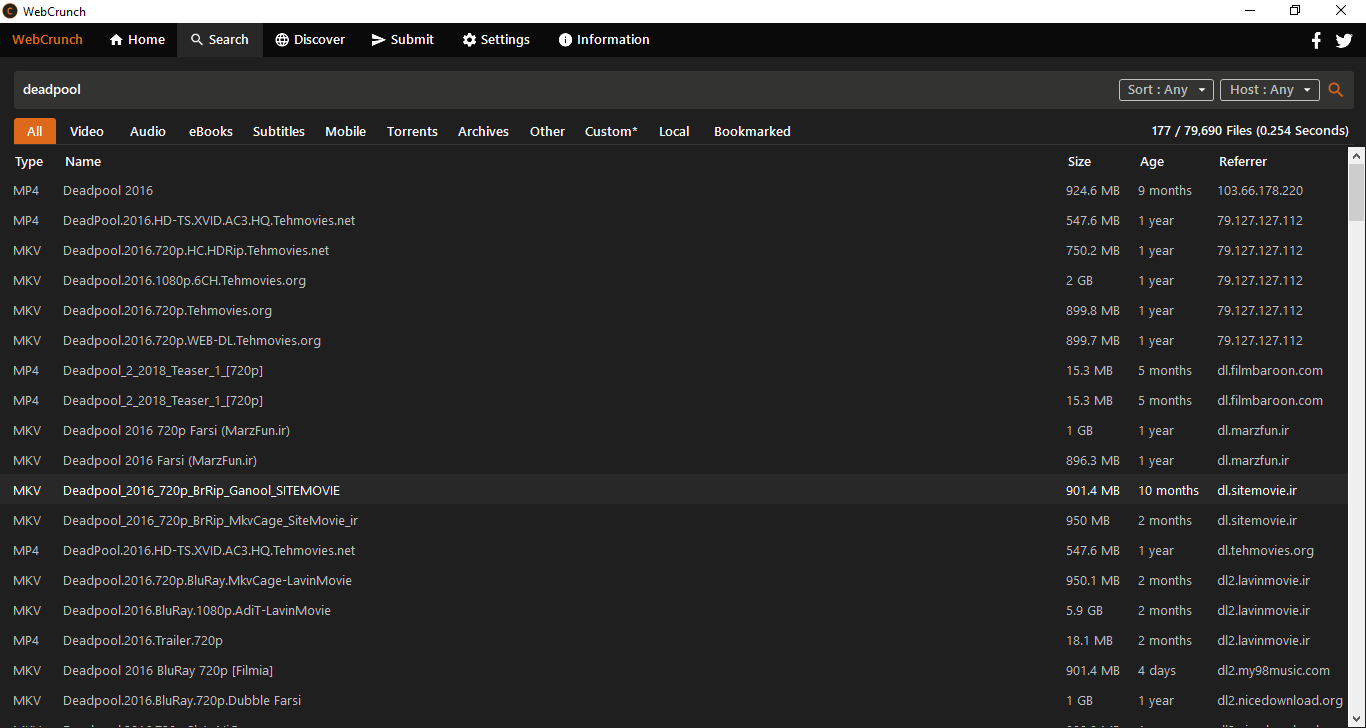 WebCrunch
WebCrunch Home Search Discover Submit Settings Information
deadpool Sort : Any Host : Any
All Video Audio eBooks Subtitles Mobile Torrents Archives Other Custom* Local Bookmarked 177 / 79,690 Files (0.254 Seconds)
Type Name Size Age Referrer
MP4 Deadpool 2016 924.6 MB 9 months 103.66.178.220
MP4 DeadPool.2016.HD-TS.XVID.AC3.HQ.Tehmovies.net 547.6 MB 1 year 79.127.127.112
MKV Deadpool.2016.720p.HC.HDRip.Tehmovies.net 750.2 MB 1 year 79.127.127.112
MKV Deadpool.2016.1080p.6CH.Tehmovies.org 2 GB 1 year 79.127.127.112
MKV Deadpool.2016.720p.Tehmovies.org 899.8 MB 1 year 79.127.127.112
MKV Deadpool.2016.720p.WEB-DL.Tehmovies.org 899.7 MB 1 year 79.127.127.112
MP4 Deadpool_2_2018_Teaser_1_[720p] 15.3 MB 5 months dl.filmbaroon.com
MP4 Deadpool_2_2018_Teaser_1_[720p] 15.3 MB 5 months dl.filmbaroon.com
MKV Deadpool 2016 720p Farsi (MarzFun.ir) 1 GB 1 year dl.marzfun.ir
MKV Deadpool 2016 Farsi (MarzFun.ir) 896.3 MB 1 year dl.marzfun.ir
MKV Deadpool_2016_720p_BrRip_Ganool_SITEMOVIE 901.4 MB 10 months dl.sitemovie.ir
MKV Deadpool_2016_720p_BrRip_MkvCage_SiteMovie_ir 950 MB 2 months dl.sitemovie.ir
MP4 DeadPool.2016.HD-TS.XVID.AC3.HQ.Tehmovies.net 547.6 MB 1 year dl.tehmovies.org
MKV Deadpool.2016.720p.BluRay.MkvCage-LavinMovie 950.1 MB 2 months dl2.lavinmovie.ir
MKV Deadpool.2016.BluRay.1080p.AdiT-LavinMovie 5.9 GB 2 months dl2.lavinmovie.ir
MP4 Deadpool.2016.Trailer.720p 18.1 MB 2 months dl2.lavinmovie.ir
MKV Deadpool 2016 BluRay 720p [Filmia] 901.4 MB 4 days dl2.my98music.com
MKV Deadpool.2016.BluRay.720p.Dubble Farsi 1 GB 1 year dl2.nicedownload.org